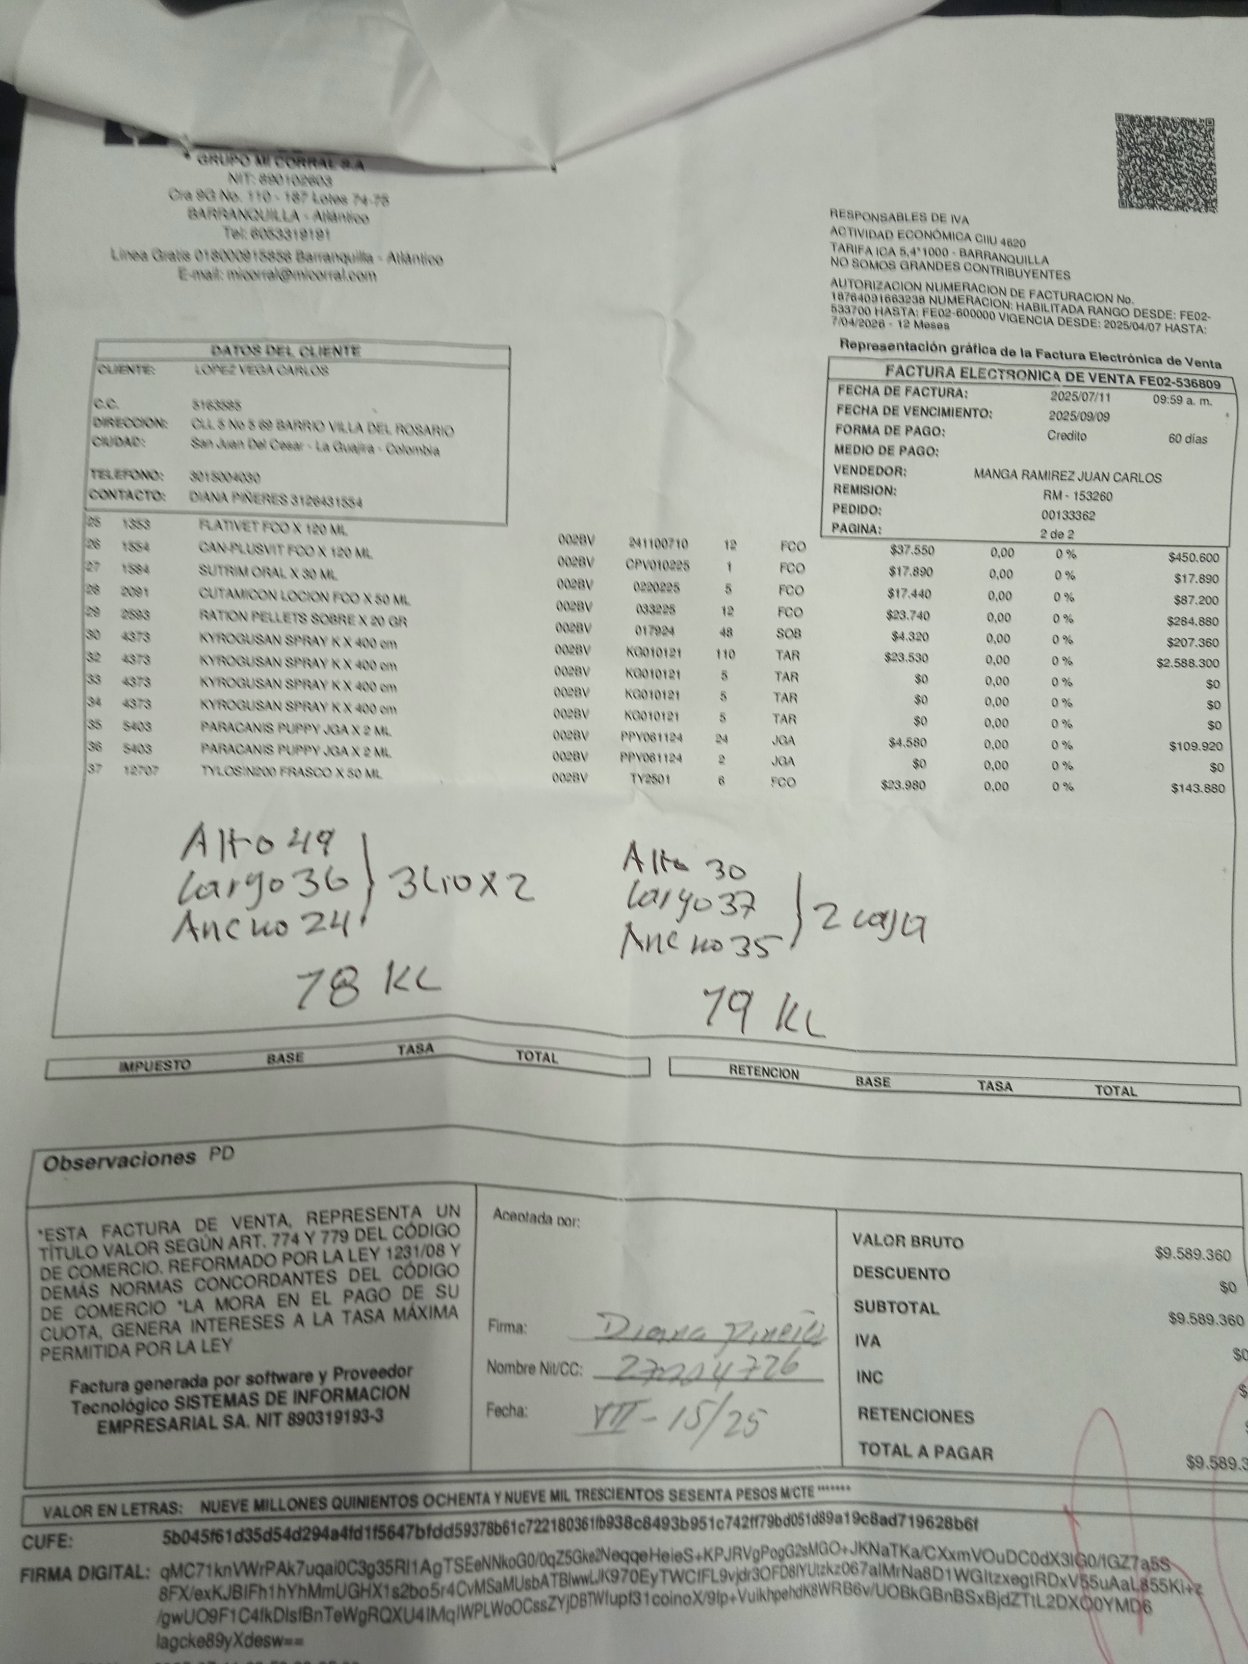 GRUPO MI CORRAL S.A
NIT: 890102603
Cra 9G No. 110 - 187 Lotes 74-75
BARRANQUILLA - Atlántico
Tel: 6053319191
Linea Gratis 018000915858 Barranquilla - Atlántico
E-mail: micorral@micorral.com
RESPONSABLES DE IVA
ACTIVIDAD ECONÓMICA CIIU 4620
TARIFA ICA 5,4*1000 - BARRANQUILLA
NO SOMOS GRANDES CONTRIBUYENTES
AUTORIZACION NUMERACION DE FACTURACION No.
18764091663238 NUMERACION: HABILITADA RANGO DESDE: FE02-
533700 HASTA: FE02-600000 VIGENCIA DESDE: 2025/04/07 HASTA:
7/04/2026 - 12 Meses
Representación gráfica de la Factura Electrónica de Venta
DATOS DEL CLIENTE
CLIENTE: LOPEZ VEGA CARLOS
C.C. 5163585
DIRECCION: CLL 5 No 5 69 BARRIO VILLA DEL ROSARIO
CIUDAD: San Juan Del Cesar - La Guajira - Colombia
TELEFONO: 3015004030
CONTACTO: DIANA PIÑERES 3126431554
FACTURA ELECTRONICA DE VENTA FE02-536809
FECHA DE FACTURA: 2025/07/11 09:59 a. m.
FECHA DE VENCIMIENTO: 2025/09/09
FORMA DE PAGO: Credito 60 días
MEDIO DE PAGO:
VENDEDOR: MANGA RAMIREZ JUAN CARLOS
REMISION: RM - 153260
PEDIDO: 00133362
PAGINA: 2 de 2
25 1353 FLATIVET FCO X 120 ML 002BV 241100710 12 FCO $37.550 0,00 0 % $450.600
26 1554 CAN-PLUSVIT FCO X 120 ML 002BV CPV010225 1 FCO $17.890 0,00 0 % $17.890
27 1584 SUTRIM ORAL X 30 ML 002BV 0220225 5 FCO $17.440 0,00 0 % $87.200
28 2091 CUTAMICON LOCION FCO X 50 ML 002BV 033225 12 FCO $23.740 0,00 0 % $284.880
29 2593 RATION PELLETS SOBRE X 20 GR 002BV 017924 48 SOB $4.320 0,00 0 % $207.360
30 4373 KYROGUSAN SPRAY K X 400 cm 002BV KG010121 110 TAR $23.530 0,00 0 % $2.588.300
32 4373 KYROGUSAN SPRAY K X 400 cm 002BV KG010121 5 TAR $0 0,00 0 % $0
33 4373 KYROGUSAN SPRAY K X 400 cm 002BV KG010121 5 TAR $0 0,00 0 % $0
34 4373 KYROGUSAN SPRAY K X 400 cm 002BV KG010121 5 TAR $0 0,00 0 % $0
35 5403 PARACANIS PUPPY JGA X 2 ML 002BV PPY061124 24 JGA $4.580 0,00 0 % $109.920
36 5403 PARACANIS PUPPY JGA X 2 ML 002BV PPY061124 2 JGA $0 0,00 0 % $0
37 12707 TYLOSIN200 FRASCO X 50 ML 002BV TY2501 6 FCO $23.980 0,00 0 % $143.880
Alto 49
Largo 36 3Lio x 2
Ancho 24
78 KL
Alto 30
Largo 37 2 caja
Ancho 35
79 KL
IMPUESTO BASE TASA TOTAL
RETENCION BASE TASA TOTAL
Observaciones PD
*ESTA FACTURA DE VENTA, REPRESENTA UN
TÍTULO VALOR SEGÚN ART. 774 Y 779 DEL CÓDIGO
DE COMERCIO. REFORMADO POR LA LEY 1231/08 Y
DEMÁS NORMAS CONCORDANTES DEL CÓDIGO
DE COMERCIO *LA MORA EN EL PAGO DE SU
CUOTA, GENERA INTERESES A LA TASA MÁXIMA
PERMITIDA POR LA LEY
Factura generada por software y Proveedor
Tecnológico SISTEMAS DE INFORMACION
EMPRESARIAL SA. NIT 890319193-3
Aceptada por:
Firma: Diana
Nombre Nit/CC: 27204726
Fecha: VII - 15/25
VALOR BRUTO $9.589.360
DESCUENTO $0
SUBTOTAL $9.589.360
IVA $0
INC $
RETENCIONES
TOTAL A PAGAR $9.589.3
VALOR EN LETRAS: NUEVE MILLONES QUINIENTOS OCHENTA Y NUEVE MIL TRESCIENTOS SESENTA PESOS M/CTE *******
CUFE: 5b045f61d35d54d294a4fd1f5647bfdd59378b61c722180361fb938c8493b951c742ff79bd051d89a19c8ad719628b6f
FIRMA DIGITAL:
lagcke89yXdesw==